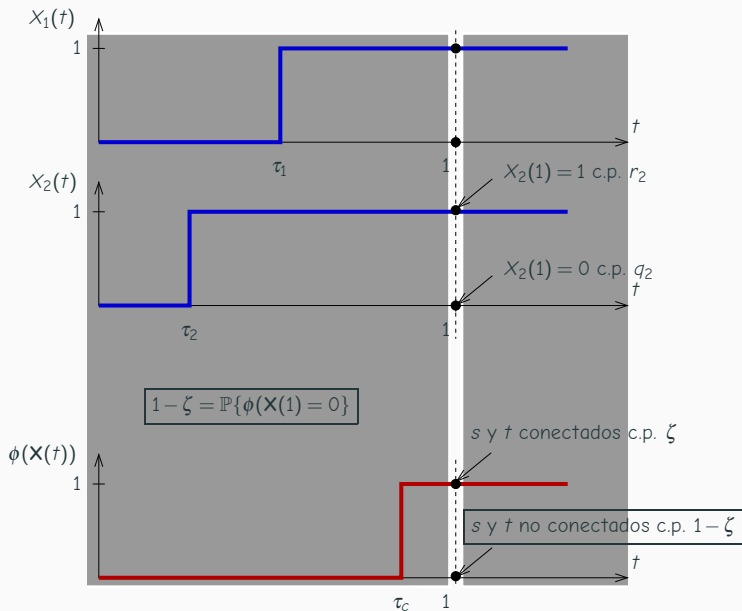 X₁(t)
1
t
τ₁
1
X₂(t)
X₂(1) = 1 c.p. r₂
1
X₂(1) = 0 c.p. q₂
t
τ₂
1
1 − ζ = ℙ{ϕ(X(1) = 0}
s y t conectados c.p. ζ
ϕ(X(t))
1
s y t no conectados c.p. 1 − ζ
t
τ_c
1